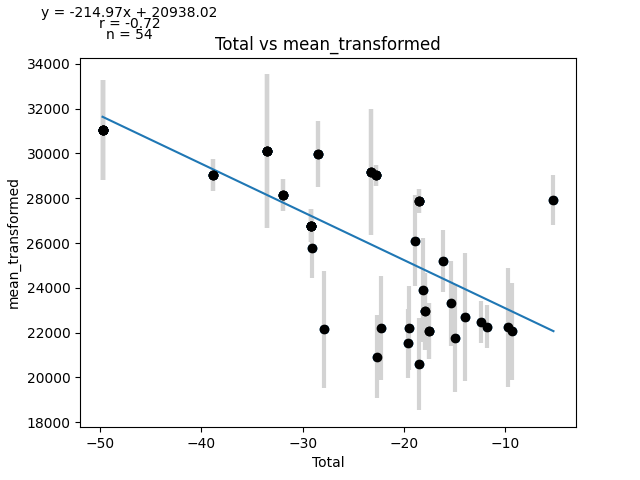 y = -214.97x + 20938.02
r = -0.72
n = 54
Total vs mean_transformed
34000
32000
30000
28000
26000
24000
22000
20000
18000
mean_transformed
−50
−40
−30
−20
−10
Total